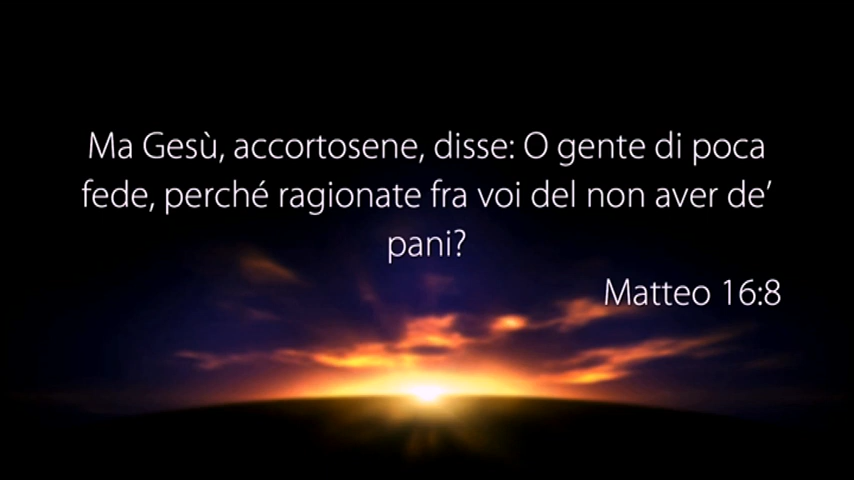 Ma Gesù, accortosene, disse: O gente di poca
fede, perché ragionate fra voi del non aver de’
pani?
Matteo 16:8